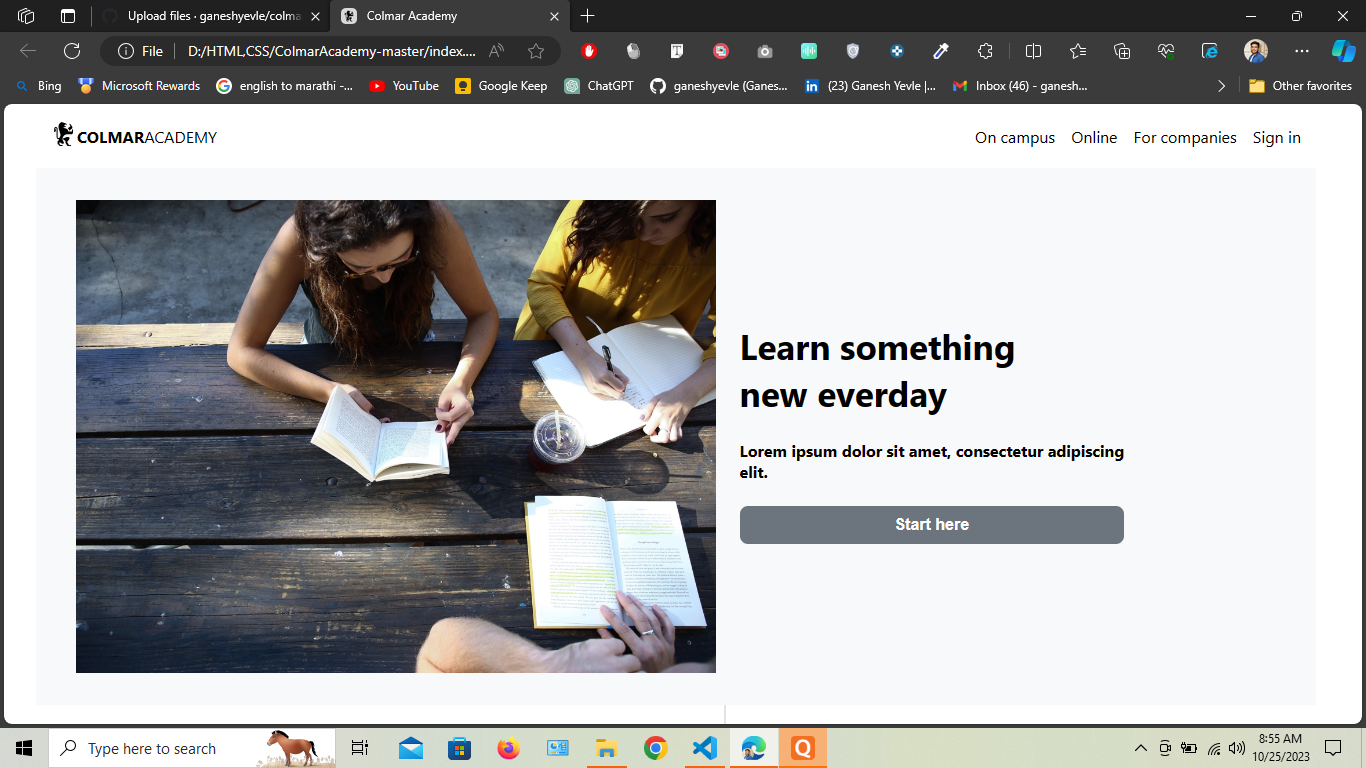 Upload files · ganeshyevle/colma
Colmar Academy
File
D:/HTML,CSS/ColmarAcademy-master/index....
Bing
Microsoft Rewards
english to marathi -...
YouTube
Google Keep
ChatGPT
ganeshyevle (Ganes...
(23) Ganesh Yevle |...
Inbox (46) - ganesh...
Other favorites
COLMARACADEMY
On campus Online For companies Sign in
Learn something
new everday
Lorem ipsum dolor sit amet, consectetur adipiscing
elit.
Start here
Type here to search
8:55 AM
10/25/2023